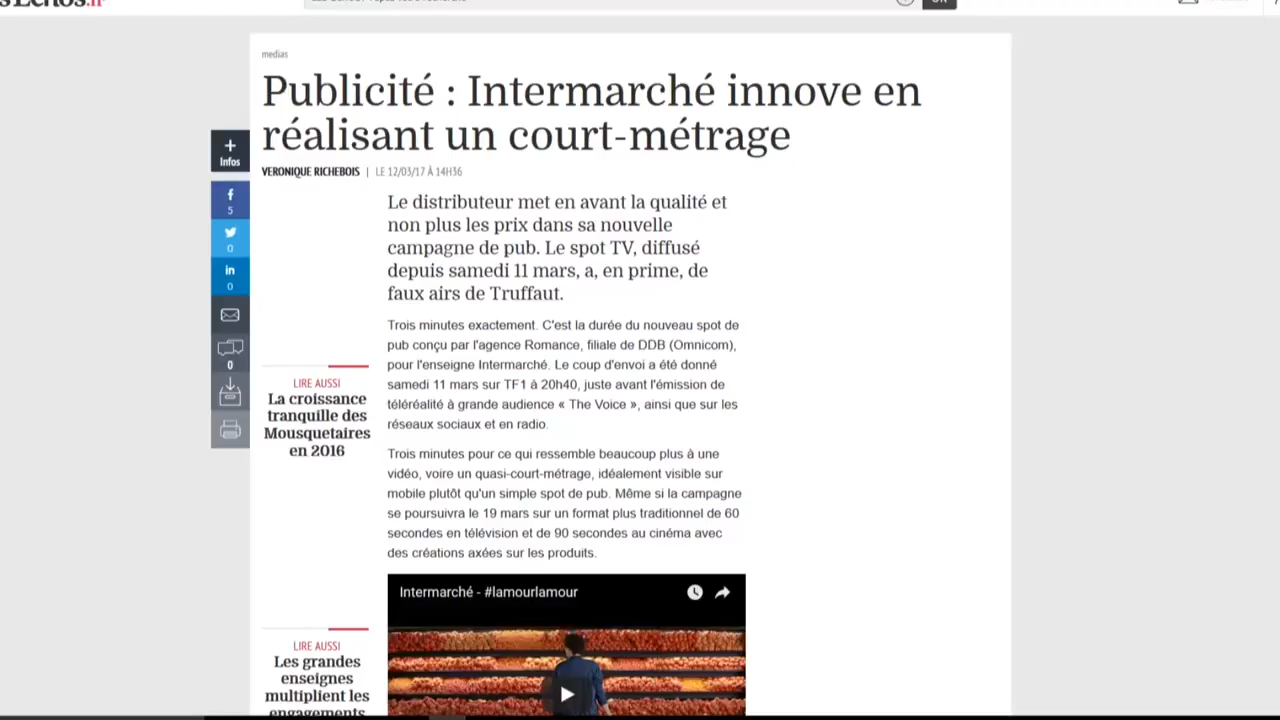 sEchos.fr
OK
medias
Publicité : Intermarché innove en
réalisant un court-métrage
VERONIQUE RICHEBOIS | LE 12/03/17 À 14H36
+
Infos
5
0
in
0
0
Le distributeur met en avant la qualité et
non plus les prix dans sa nouvelle
campagne de pub. Le spot TV, diffusé
depuis samedi 11 mars, a, en prime, de
faux airs de Truffaut.
Trois minutes exactement. C'est la durée du nouveau spot de
pub conçu par l'agence Romance, filiale de DDB (Omnicom),
pour l'enseigne Intermarché. Le coup d'envoi a été donné
samedi 11 mars sur TF1 à 20h40, juste avant l'émission de
téléréalité à grande audience « The Voice », ainsi que sur les
réseaux sociaux et en radio.
LIRE AUSSI
La croissance
tranquille des
Mousquetaires
en 2016
Trois minutes pour ce qui ressemble beaucoup plus à une
vidéo, voire un quasi-court-métrage, idéalement visible sur
mobile plutôt qu'un simple spot de pub. Même si la campagne
se poursuivra le 19 mars sur un format plus traditionnel de 60
secondes en télévision et de 90 secondes au cinéma avec
des créations axées sur les produits.
Intermarché - #lamourlamour
LIRE AUSSI
Les grandes
enseignes
multiplient les
engagements